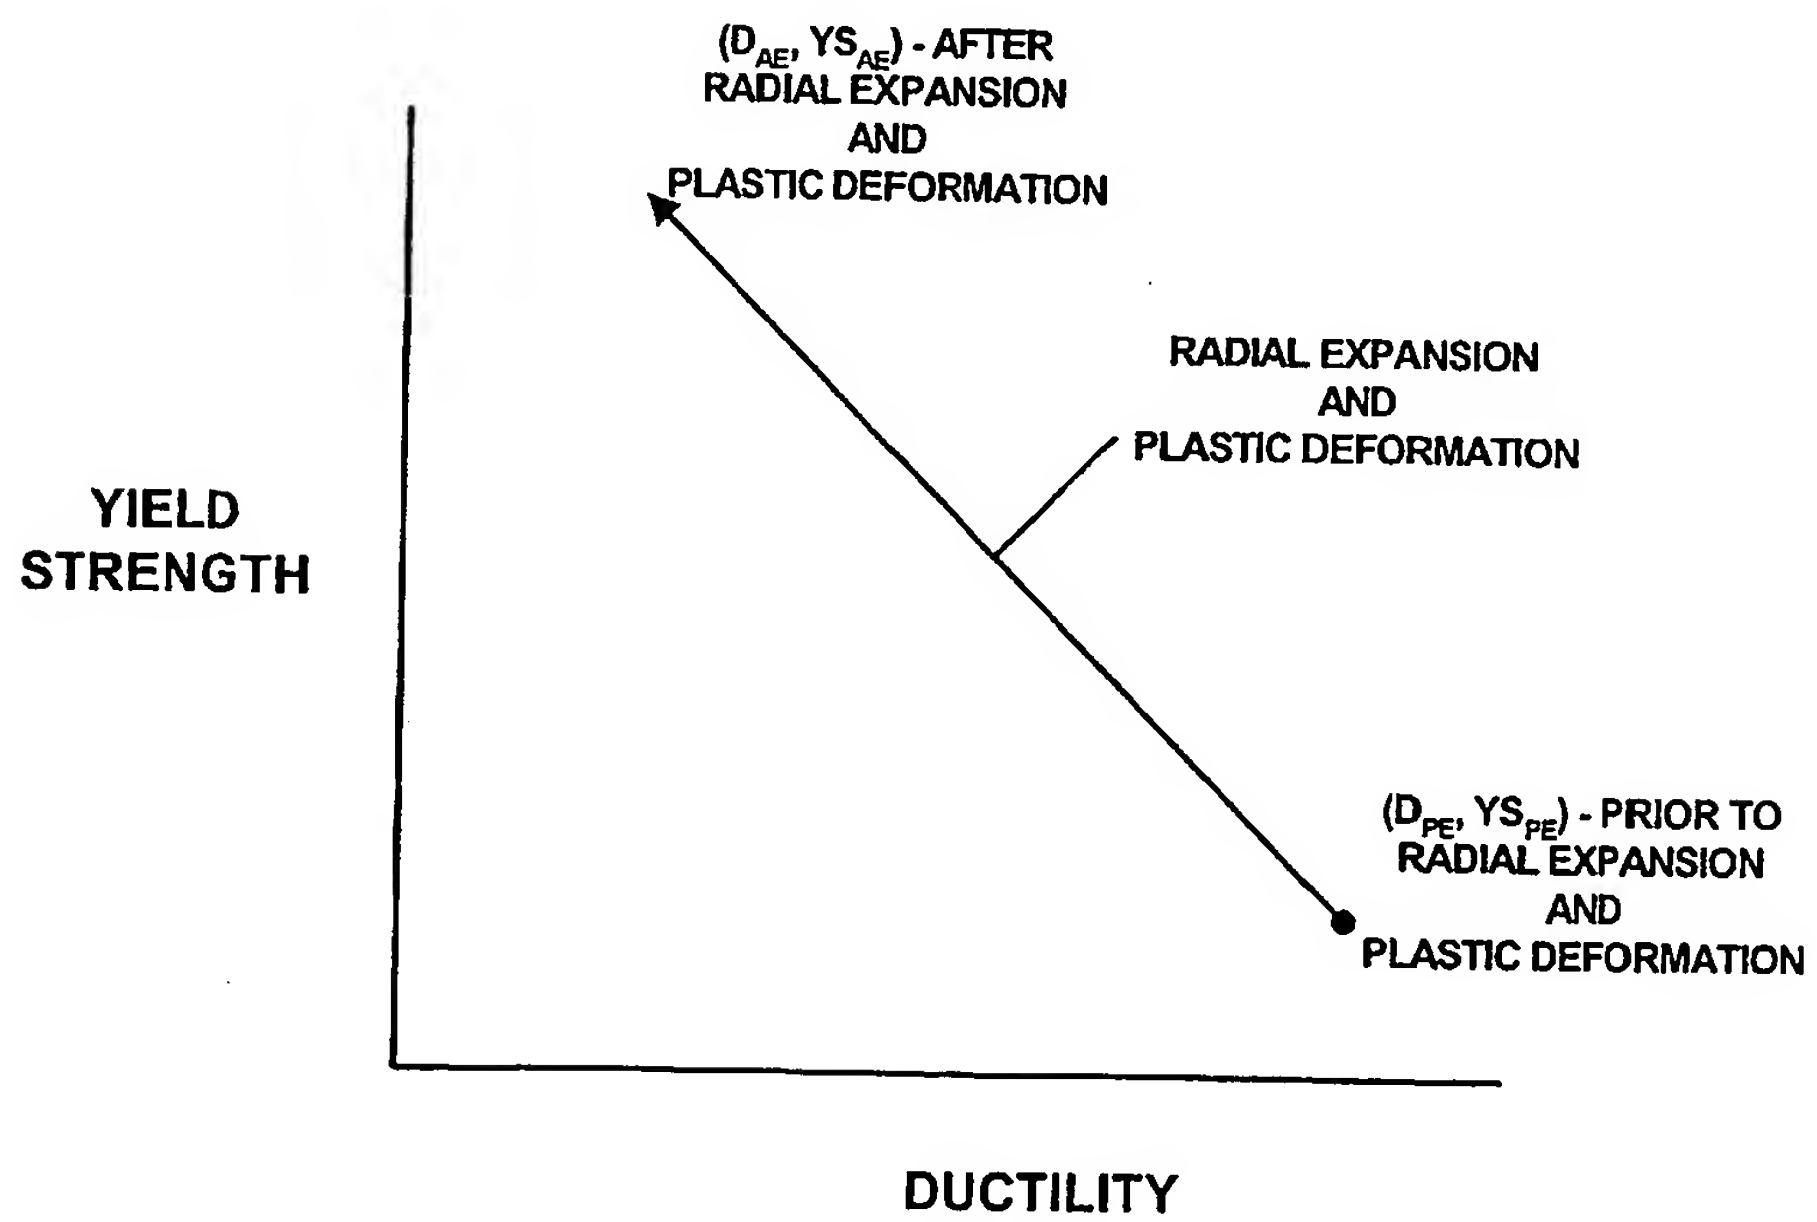 (D_AE, YS_AE) - AFTER
RADIAL EXPANSION
AND
PLASTIC DEFORMATION
RADIAL EXPANSION
AND
PLASTIC DEFORMATION
YIELD
STRENGTH
(D_PE, YS_PE) - PRIOR TO
RADIAL EXPANSION
AND
PLASTIC DEFORMATION
DUCTILITY